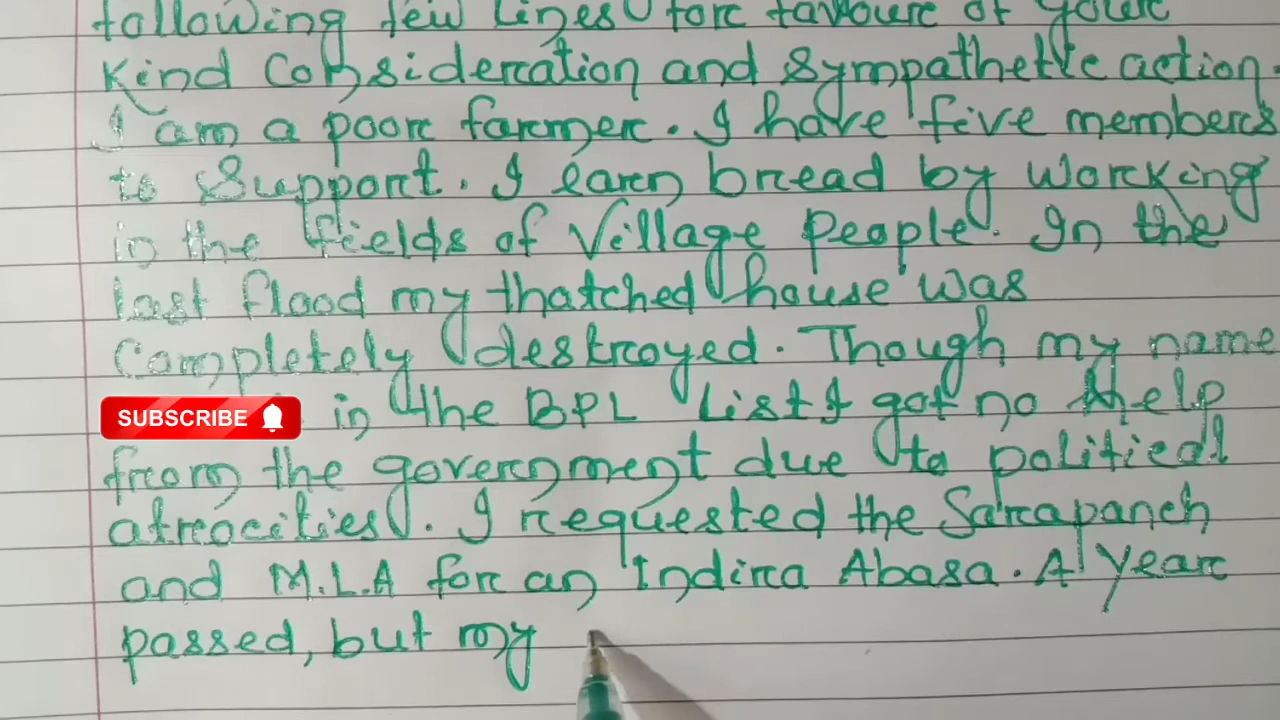 following few lines for favour of your
kind consideration and sympathetic action.
I am a poor farmer. I have five members
to support. I earn bread by working
in the fields of village people. In the
last flood my thatched house was
completely destroyed. Though my name
SUBSCRIBE in the BPL list I got no help
from the government due to political
atrocities. I requested the Sarapanch
and M.L.A for an Indira Abasa. A year
passed, but my